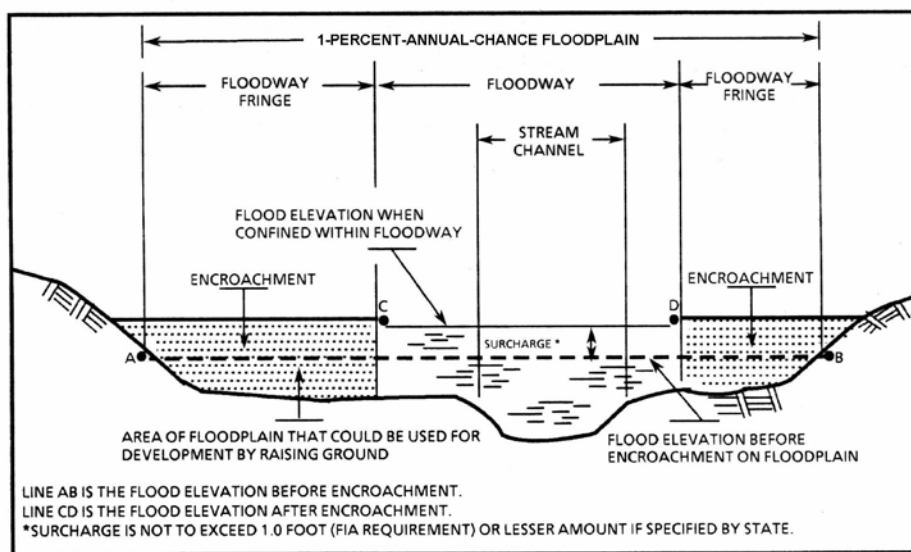 1-PERCENT-ANNUAL-CHANCE FLOODPLAIN
FLOODWAY
FRINGE
FLOODWAY
FLOODWAY
FRINGE
STREAM
CHANNEL
FLOOD ELEVATION WHEN
CONFINED WITHIN FLOODWAY
ENCROACHMENT
ENCROACHMENT
C
D
SURCHARGE *
A
B
AREA OF FLOODPLAIN THAT COULD BE USED FOR
DEVELOPMENT BY RAISING GROUND
FLOOD ELEVATION BEFORE
ENCROACHMENT ON FLOODPLAIN
LINE AB IS THE FLOOD ELEVATION BEFORE ENCROACHMENT.
LINE CD IS THE FLOOD ELEVATION AFTER ENCROACHMENT.
*SURCHARGE IS NOT TO EXCEED 1.0 FOOT (FIA REQUIREMENT) OR LESSER AMOUNT IF SPECIFIED BY STATE.